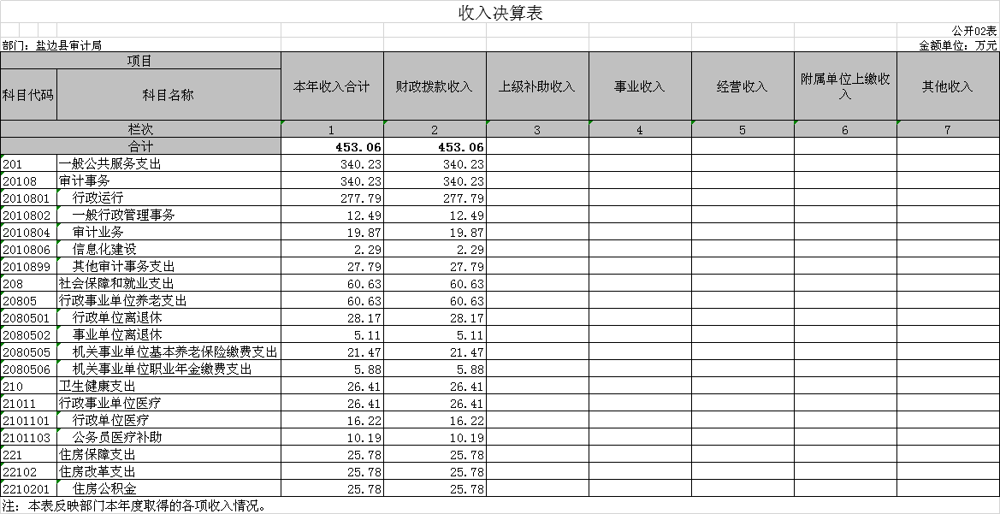 收入决算表
公开02表
部门：盐边县审计局 金额单位：万元
项目 本年收入合计 财政拨款收入 上级补助收入 事业收入 经营收入 附属单位上缴收入 其他收入
科目代码 科目名称
栏次 1 2 3 4 5 6 7
合计 453.06 453.06
201 一般公共服务支出 340.23 340.23
20108 审计事务 340.23 340.23
2010801 行政运行 277.79 277.79
2010802 一般行政管理事务 12.49 12.49
2010804 审计业务 19.87 19.87
2010806 信息化建设 2.29 2.29
2010899 其他审计事务支出 27.79 27.79
208 社会保障和就业支出 60.63 60.63
20805 行政事业单位养老支出 60.63 60.63
2080501 行政单位离退休 28.17 28.17
2080502 事业单位离退休 5.11 5.11
2080505 机关事业单位基本养老保险缴费支出 21.47 21.47
2080506 机关事业单位职业年金缴费支出 5.88 5.88
210 卫生健康支出 26.41 26.41
21011 行政事业单位医疗 26.41 26.41
2101101 行政单位医疗 16.22 16.22
2101103 公务员医疗补助 10.19 10.19
221 住房保障支出 25.78 25.78
22102 住房改革支出 25.78 25.78
2210201 住房公积金 25.78 25.78
注：本表反映部门本年度取得的各项收入情况。